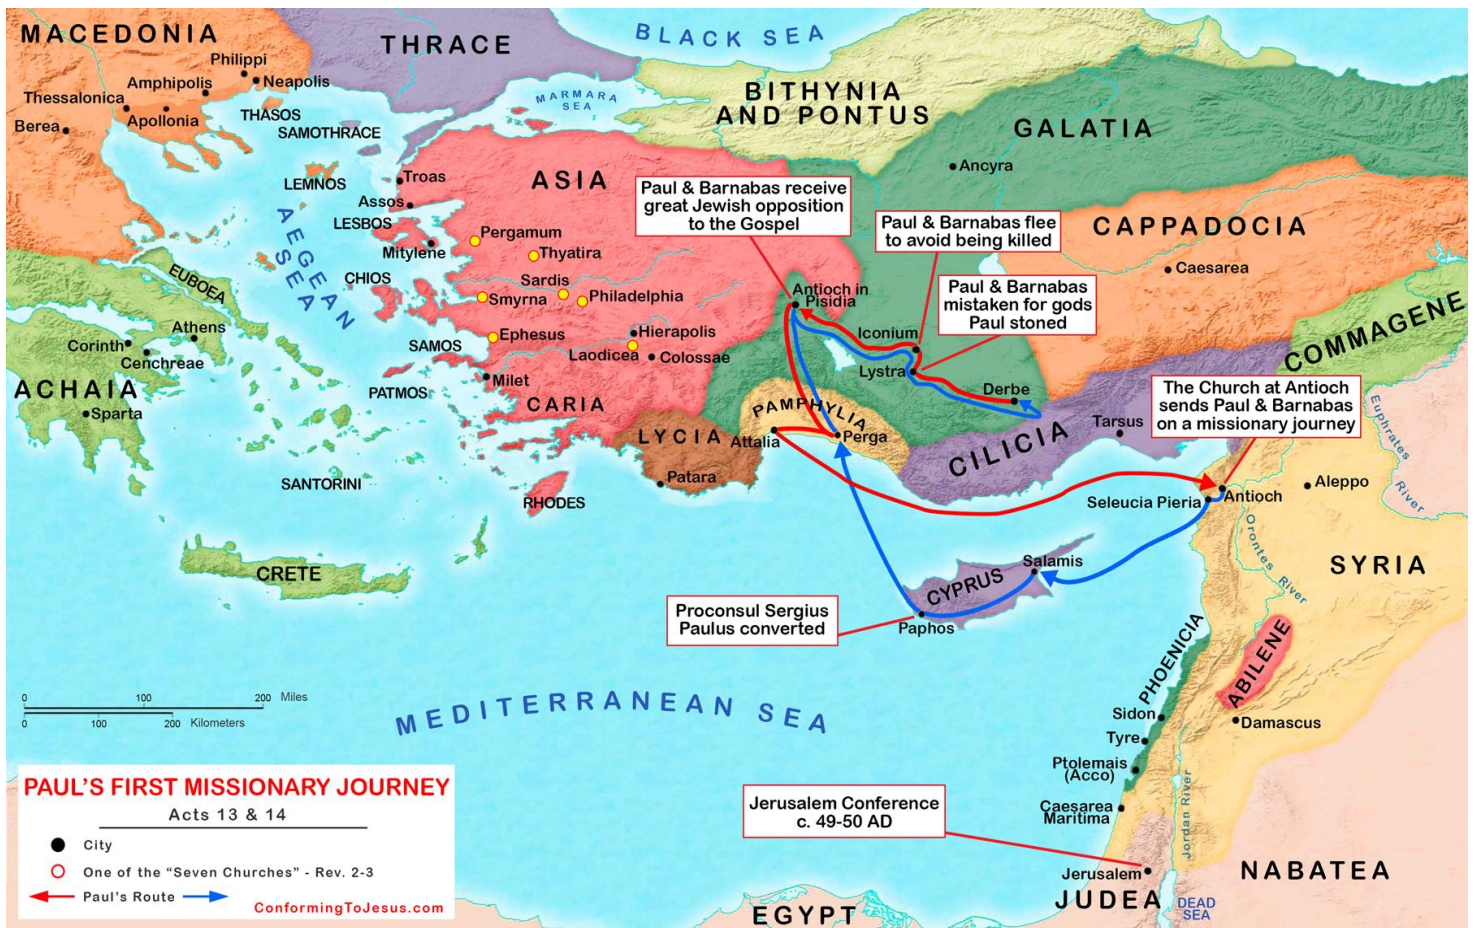 MACEDONIA
THRACE
BLACK SEA
Philippi
Neapolis
Amphipolis
Thessalonica
Apollonia
Berea
THASOS
SAMOTHRACE
MARMARA
SEA
BITHYNIA
AND PONTUS
GALATIA
Ancyra
LEMNOS
Troas
Assos
ASIA
Paul & Barnabas receive
great Jewish opposition
to the Gospel
Paul & Barnabas flee
to avoid being killed
CAPPADOCIA
Caesarea
AEGEAN
SEA
LESBOS
Mitylene
Pergamum
Thyatira
CHIOS
Sardis
Smyrna
Philadelphia
EUBOEA
Antioch in
Pisidia
Paul & Barnabas
mistaken for gods
Paul stoned
COMMAGENE
Athens
Corinth
Cenchreae
SAMOS
Ephesus
Hierapolis
Laodicea
Colossae
Iconium
Lystra
Derbe
ACHAIA
Sparta
PATMOS
Milet
CARIA
PAMPHYLIA
The Church at Antioch
sends Paul & Barnabas
on a missionary journey
Euphrates
River
LYCIA
Attalia
Perga
CILICIA
Tarsus
Patara
SANTORINI
RHODES
Seleucia Pieria
Antioch
Aleppo
Orontes River
SYRIA
CRETE
CYPRUS
Salamis
Paphos
Proconsul Sergius
Paulus converted
PHOENICIA
ABILENE
0 100 200 Miles
0 100 200 Kilometers
MEDITERRANEAN SEA
Sidon
Tyre
Damascus
Ptolemais
(Acco)
Caesarea
Maritima
Jordan River
Jerusalem Conference
c. 49-50 AD
Jerusalem
JUDEA
DEAD
SEA
NABATEA
EGYPT
PAUL'S FIRST MISSIONARY JOURNEY
Acts 13 & 14
City
One of the “Seven Churches” - Rev. 2-3
Paul's Route
ConformingToJesus.com